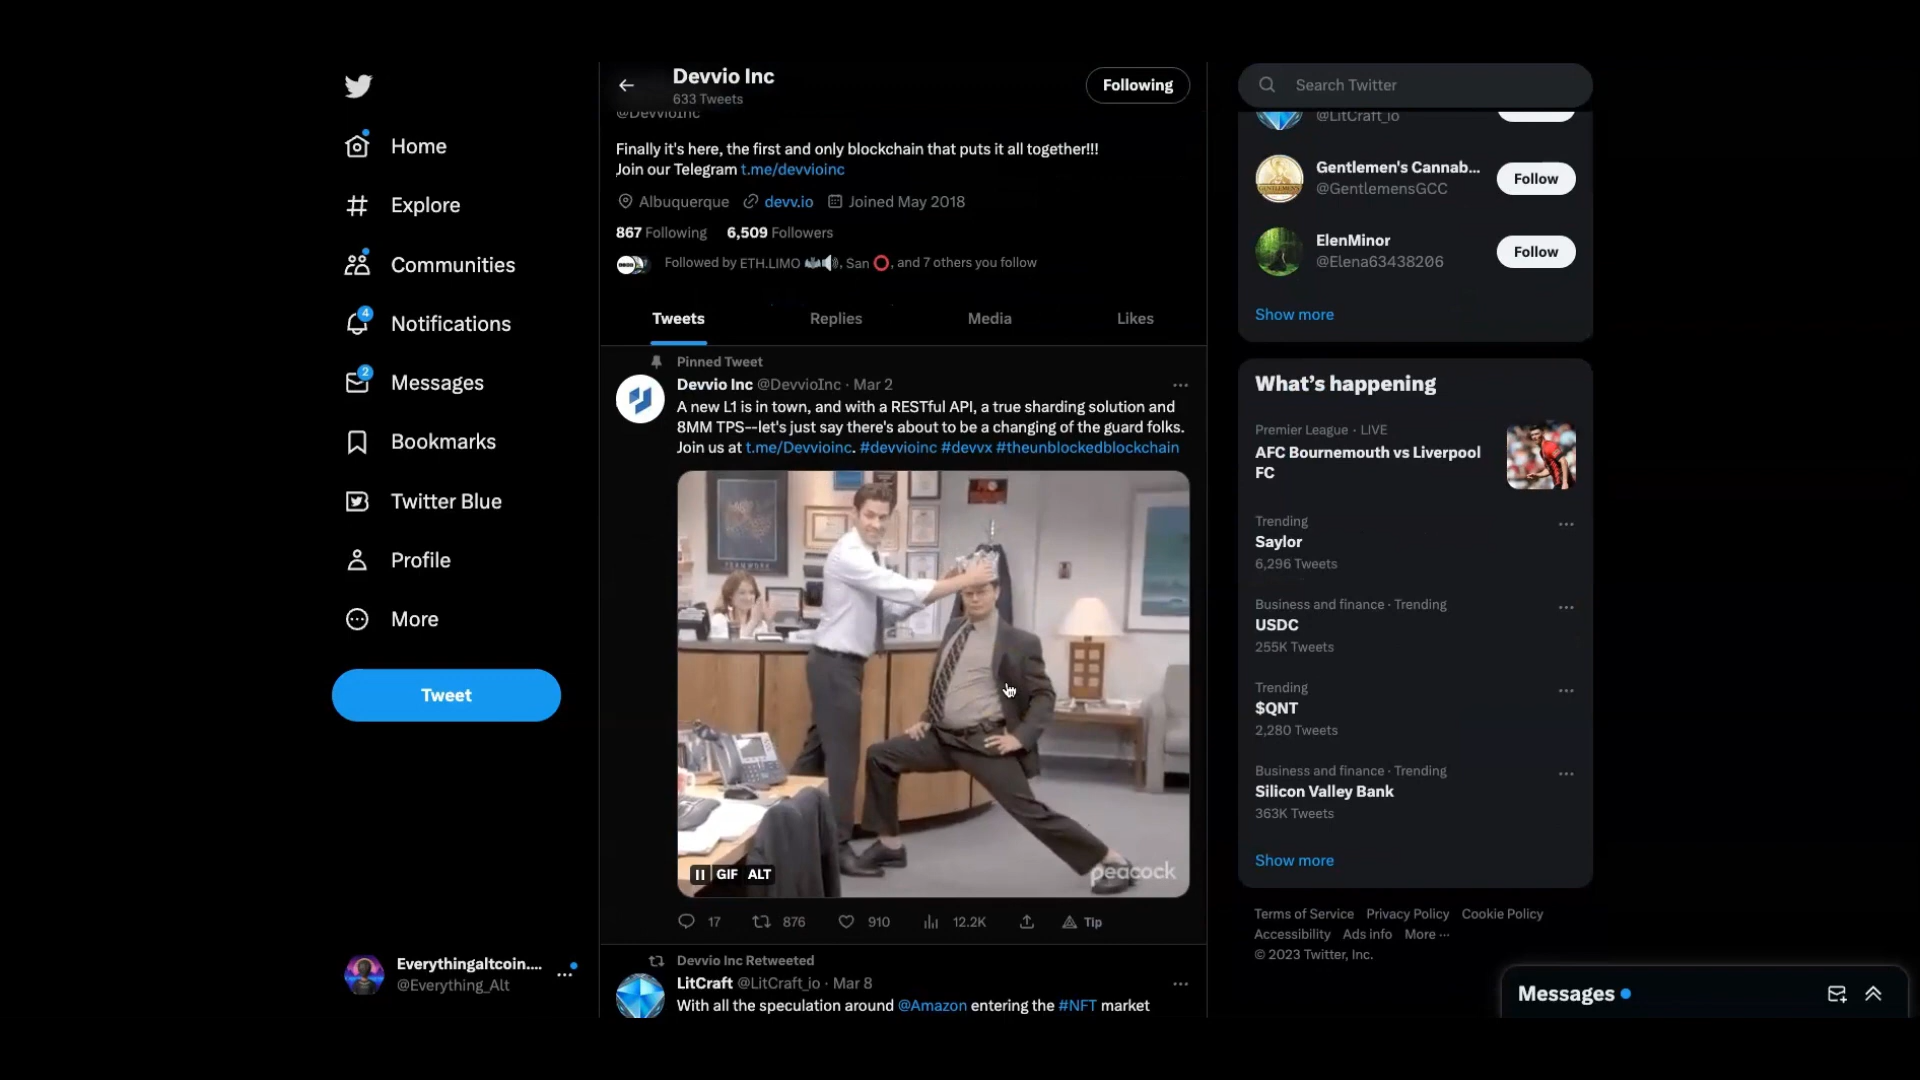 Home
Explore
Communities
4
Notifications
2
Messages
Bookmarks
Twitter Blue
Profile
More
Tweet
Everythingaltcoin....
@Everything_Alt
Devvio Inc
633 Tweets
Following
@DevvioInc
Finally it's here, the first and only blockchain that puts it all together!!!
Join our Telegram t.me/devvioinc
Albuquerque devv.io Joined May 2018
867 Following 6,509 Followers
Followed by ETH.LIMO, San, and 7 others you follow
Tweets Replies Media Likes
Pinned Tweet
Devvio Inc @DevvioInc · Mar 2
A new L1 is in town, and with a RESTful API, a true sharding solution and
8MM TPS--let's just say there's about to be a changing of the guard folks.
Join us at t.me/Devvioinc. #devvioinc #devvx #theunblockedblockchain
TEAMWORK
GIF ALT
peacock
17 876 910 12.2K Tip
Devvio Inc Retweeted
LitCraft @LitCraft_io · Mar 8
With all the speculation around @Amazon entering the #NFT market
Search Twitter
@LitCraft_io
Gentlemen's Cannab...
@GentlemensGCC
Follow
ElenMinor
@Elena63438206
Follow
Show more
What's happening
Premier League · LIVE
AFC Bournemouth vs Liverpool
FC
Trending
Saylor
6,296 Tweets
Business and finance · Trending
USDC
255K Tweets
Trending
$QNT
2,280 Tweets
Business and finance · Trending
Silicon Valley Bank
363K Tweets
Show more
Terms of Service Privacy Policy Cookie Policy
Accessibility Ads info More ···
© 2023 Twitter, Inc.
Messages